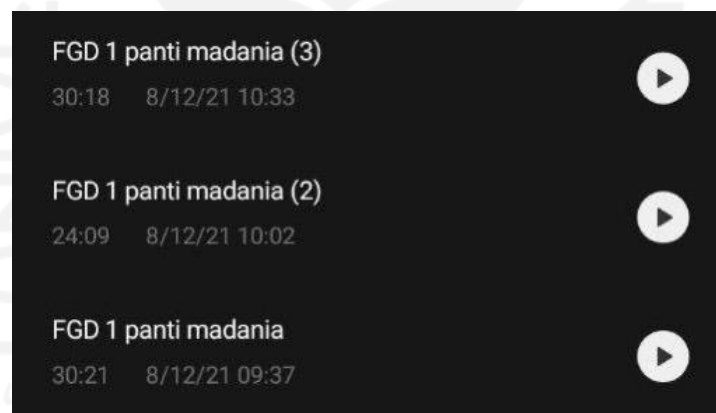 FGD 1 panti madania (3)
30:18 8/12/21 10:33
FGD 1 panti madania (2)
24:09 8/12/21 10:02
FGD 1 panti madania
30:21 8/12/21 09:37